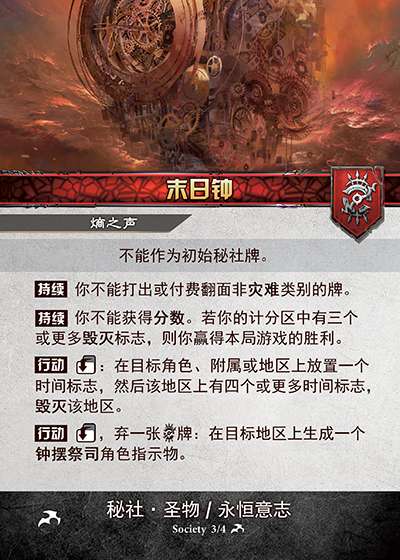 末日钟
熵之声
不能作为初始秘社牌。
持续 你不能打出或付费翻面非灾难类别的牌。
持续 你不能获得分数。若你的计分区中有三个
或更多毁灭标志，则你赢得本局游戏的胜利。
行动 ：在目标角色、附属或地区上放置一个
时间标志，然后该地区上有四个或更多时间标志，
毁灭该地区。
行动 ，弃一张牌：在目标地区上生成一个
钟摆祭司角色指示物。
秘社·圣物 / 永恒意志
Society 3/4